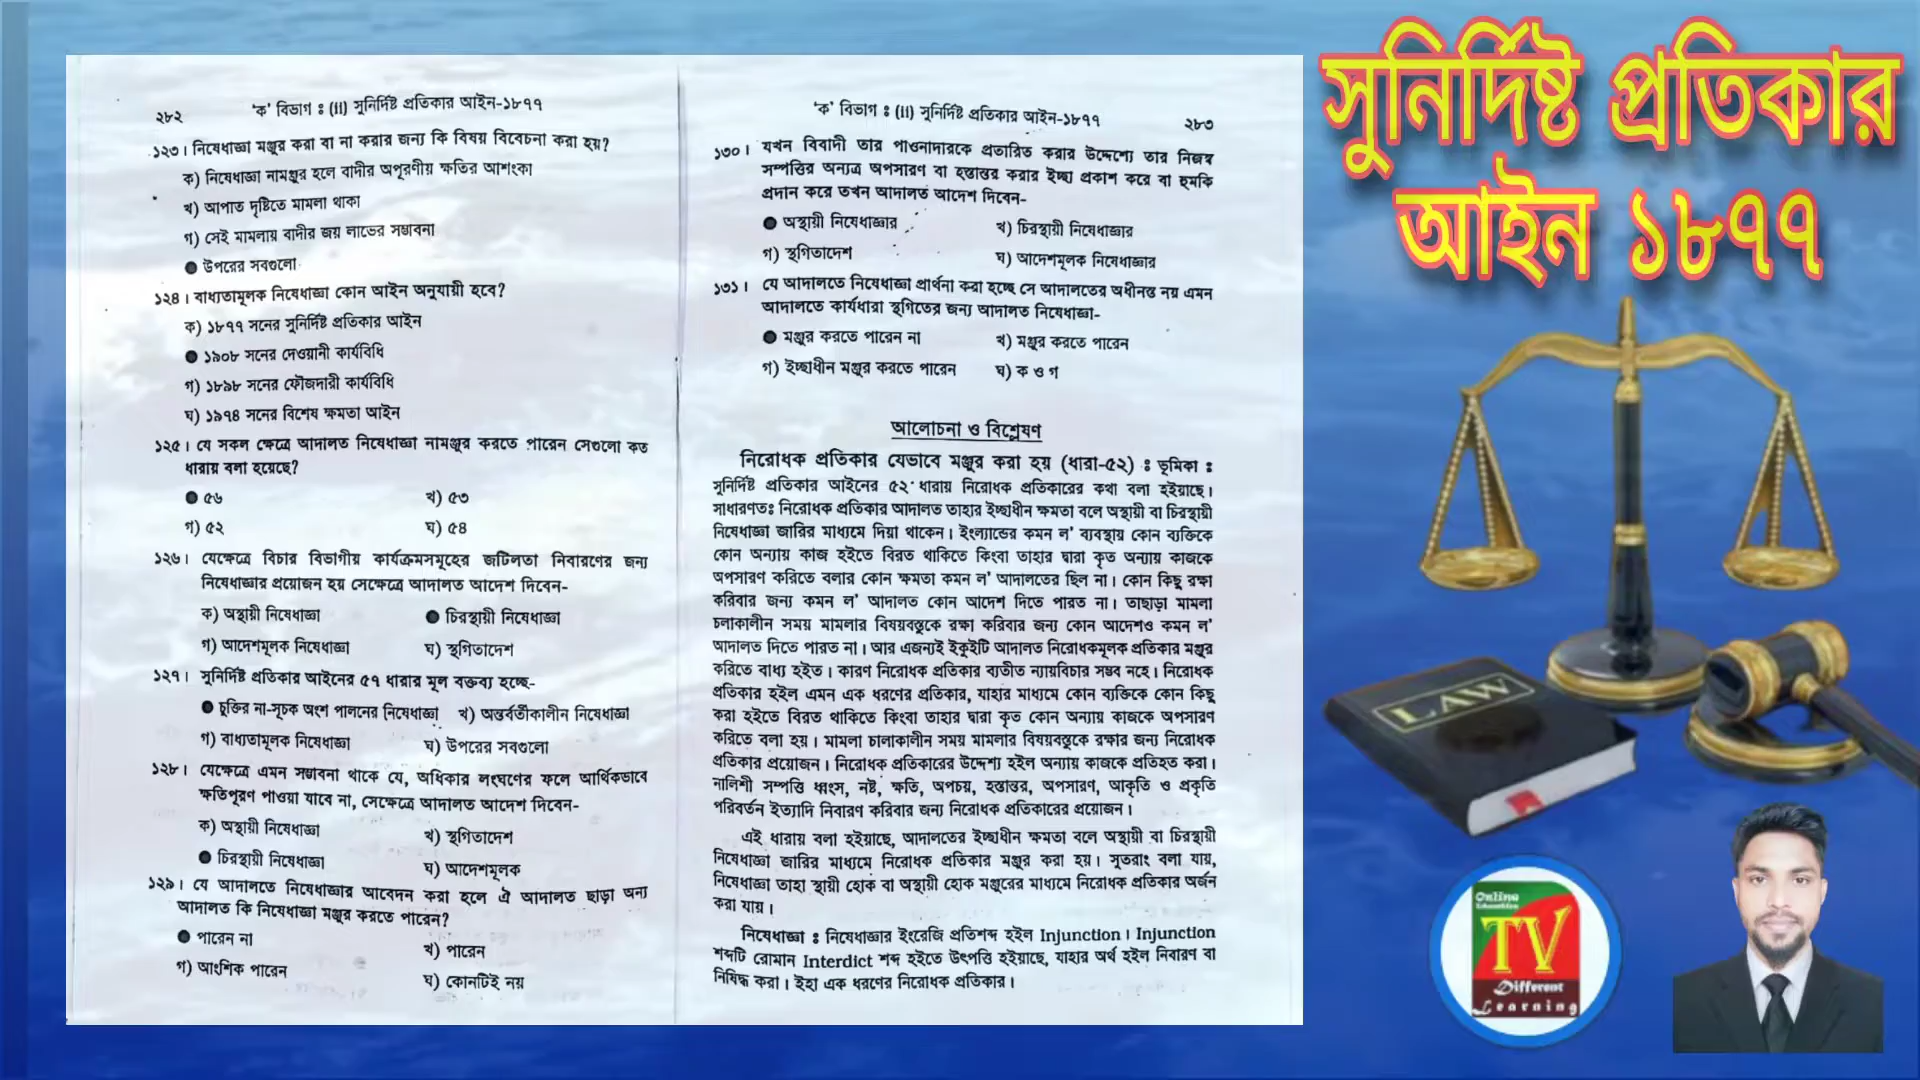 ২৮২
'ক' বিভাগ ঃ (ii) সুনির্দিষ্ট প্রতিকার আইন-১৮৭৭
১২৩। নিষেধাজ্ঞা মঞ্জুর করা বা না করার জন্য কি বিষয় বিবেচনা করা হয়?
ক) নিষেধাজ্ঞা নামঞ্জুর হলে বাদীর অপূরণীয় ক্ষতির আশংকা
খ) আপাত দৃষ্টিতে মামলা থাকা
গ) সেই মামলায় বাদীর জয় লাভের সম্ভাবনা
● উপরের সবগুলো
১২৪। বাধ্যতামূলক নিষেধাজ্ঞা কোন আইন অনুযায়ী হবে?
ক) ১৮৭৭ সনের সুনির্দিষ্ট প্রতিকার আইন
● ১৯০৮ সনের দেওয়ানী কার্যবিধি
গ) ১৮৯৮ সনের ফৌজদারী কার্যবিধি
ঘ) ১৯৭৪ সনের বিশেষ ক্ষমতা আইন
১২৫। যে সকল ক্ষেত্রে আদালত নিষেধাজ্ঞা নামঞ্জুর করতে পারেন সেগুলো কত
ধারায় বলা হয়েছে?
● ৫৬ খ) ৫৩
গ) ৫২ ঘ) ৫৪
১২৬। যেক্ষেত্রে বিচার বিভাগীয় কার্যক্রমসমূহের জটিলতা নিবারণের জন্য
নিষেধাজ্ঞার প্রয়োজন হয় সেক্ষেত্রে আদালত আদেশ দিবেন-
ক) অস্থায়ী নিষেধাজ্ঞা ● চিরস্থায়ী নিষেধাজ্ঞা
গ) আদেশমূলক নিষেধাজ্ঞা ঘ) স্থগিতাদেশ
১২৭। সুনির্দিষ্ট প্রতিকার আইনের ৫৭ ধারার মূল বক্তব্য হচ্ছে-
● চুক্তির না-সূচক অংশ পালনের নিষেধাজ্ঞা খ) অন্তর্বর্তীকালীন নিষেধাজ্ঞা
গ) বাধ্যতামূলক নিষেধাজ্ঞা ঘ) উপরের সবগুলো
১২৮। যেক্ষেত্রে এমন সম্ভাবনা থাকে যে, অধিকার লংঘণের ফলে আর্থিকভাবে
ক্ষতিপূরণ পাওয়া যাবে না, সেক্ষেত্রে আদালত আদেশ দিবেন-
ক) অস্থায়ী নিষেধাজ্ঞা খ) স্থগিতাদেশ
● চিরস্থায়ী নিষেধাজ্ঞা ঘ) আদেশমূলক
১২৯। যে আদালতে নিষেধাজ্ঞার আবেদন করা হলে ঐ আদালত ছাড়া অন্য
আদালত কি নিষেধাজ্ঞা মঞ্জুর করতে পারেন?
● পারেন না খ) পারেন
গ) আংশিক পারেন ঘ) কোনটিই নয়
'ক' বিভাগ ঃ (ii) সুনির্দিষ্ট প্রতিকার আইন-১৮৭৭
২৮৩
১৩০। যখন বিবাদী তার পাওনাদারকে প্রতারিত করার উদ্দেশ্যে তার নিজস্ব
সম্পত্তির অন্যত্র অপসারণ বা হস্তান্তর করার ইচ্ছা প্রকাশ করে বা হুমকি
প্রদান করে তখন আদালত আদেশ দিবেন-
● অস্থায়ী নিষেধাজ্ঞার খ) চিরস্থায়ী নিষেধাজ্ঞার
গ) স্থগিতাদেশ ঘ) আদেশমূলক নিষেধাজ্ঞার
১৩১। যে আদালতে নিষেধাজ্ঞা প্রার্থনা করা হচ্ছে সে আদালতের অধীনস্ত নয় এমন
আদালতে কার্যধারা স্থগিতের জন্য আদালত নিষেধাজ্ঞা-
● মঞ্জুর করতে পারেন না খ) মঞ্জুর করতে পারেন
গ) ইচ্ছাধীন মঞ্জুর করতে পারেন ঘ) ক ও গ
আলোচনা ও বিশ্লেষণ
নিরোধক প্রতিকার যেভাবে মঞ্জুর করা হয় (ধারা-৫২) ঃ ভূমিকা ঃ
সুনির্দিষ্ট প্রতিকার আইনের ৫২ ধারায় নিরোধক প্রতিকারের কথা বলা হইয়াছে।
সাধারণতঃ নিরোধক প্রতিকার আদালত তাহার ইচ্ছাধীন ক্ষমতা বলে অস্থায়ী বা চিরস্থায়ী
নিষেধাজ্ঞা জারির মাধ্যমে দিয়া থাকেন। ইংল্যান্ডের কমন ল' ব্যবস্থায় কোন ব্যক্তিকে
কোন অন্যায় কাজ হইতে বিরত থাকিতে কিংবা তাহার দ্বারা কৃত অন্যায় কাজকে
অপসারণ করিতে বলার কোন ক্ষমতা কমন ল' আদালতের ছিল না। কোন কিছু রক্ষা
করিবার জন্য কমন ল' আদালত কোন আদেশ দিতে পারত না। তাছাড়া মামলা
চলাকালীন সময় মামলার বিষয়বস্তুকে রক্ষা করিবার জন্য কোন আদেশও কমন ল'
আদালত দিতে পারত না। আর এজন্যই ইকুইটি আদালত নিরোধকমূলক প্রতিকার মঞ্জুর
করিতে বাধ্য হইত। কারণ নিরোধক প্রতিকার ব্যতীত ন্যায়বিচার সম্ভব নহে। নিরোধক
প্রতিকার হইল এমন এক ধরণের প্রতিকার, যাহার মাধ্যমে কোন ব্যক্তিকে কোন কিছু
করা হইতে বিরত থাকিতে কিংবা তাহার দ্বারা কৃত কোন অন্যায় কাজকে অপসারণ
করিতে বলা হয়। মামলা চালাকালীন সময় মামলার বিষয়বস্তুকে রক্ষার জন্য নিরোধক
প্রতিকার প্রয়োজন। নিরোধক প্রতিকারের উদ্দেশ্য হইল অন্যায় কাজকে প্রতিহত করা।
নালিশী সম্পত্তি ধ্বংস, নষ্ট, ক্ষতি, অপচয়, হস্তান্তর, অপসারণ, আকৃতি ও প্রকৃতি
পরিবর্তন ইত্যাদি নিবারণ করিবার জন্য নিরোধক প্রতিকারের প্রয়োজন।
এই ধারায় বলা হইয়াছে, আদালতের ইচ্ছাধীন ক্ষমতা বলে অস্থায়ী বা চিরস্থায়ী
নিষেধাজ্ঞা জারির মাধ্যমে নিরোধক প্রতিকার মঞ্জুর করা হয়। সুতরাং বলা যায়,
নিষেধাজ্ঞা তাহা স্থায়ী হোক বা অস্থায়ী হোক মঞ্জুরের মাধ্যমে নিরোধক প্রতিকার অর্জন
করা যায়।
নিষেধাজ্ঞা ঃ নিষেধাজ্ঞার ইংরেজি প্রতিশব্দ হইল Injunction। Injunction
শব্দটি রোমান Interdict শব্দ হইতে উৎপত্তি হইয়াছে, যাহার অর্থ হইল নিবারণ বা
নিষিদ্ধ করা। ইহা এক ধরণের নিরোধক প্রতিকার।
সুনির্দিষ্ট প্রতিকার
আইন ১৮৭৭
LAW
Online
Education
TV
Different
Learning